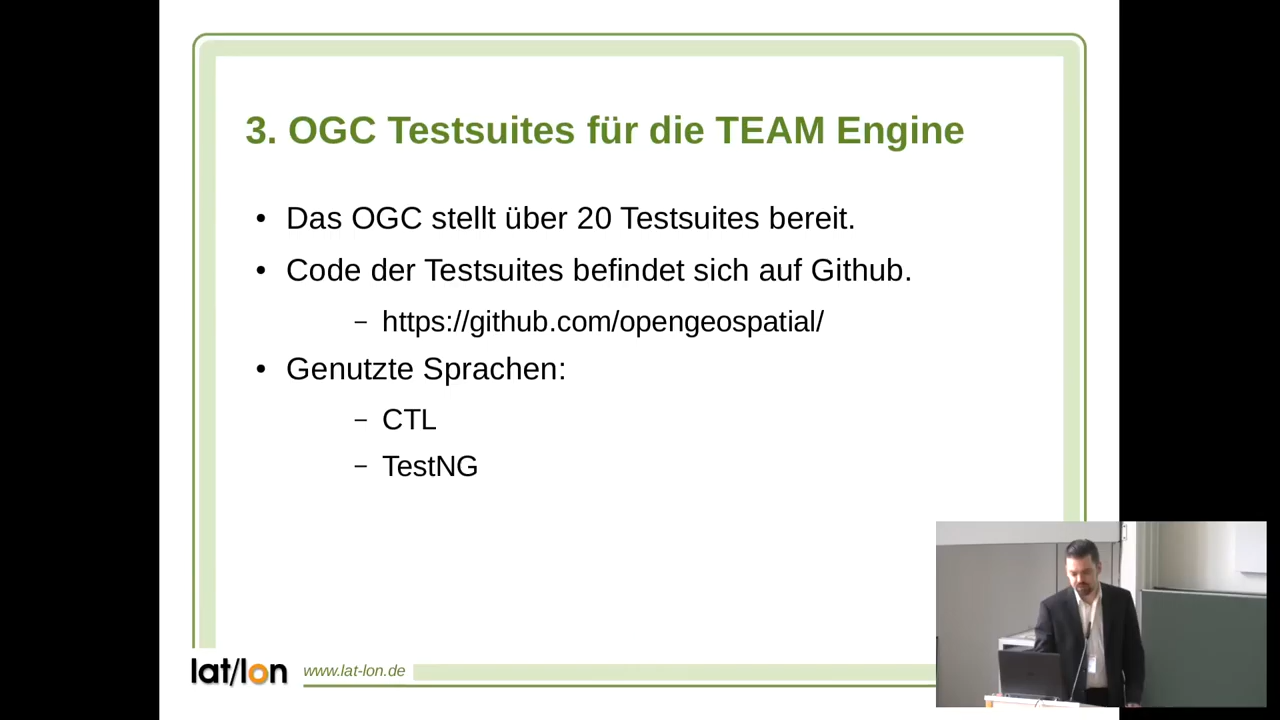 3. OGC Testsuites für die TEAM Engine
• Das OGC stellt über 20 Testsuites bereit.
• Code der Testsuites befindet sich auf Github.
– https://github.com/opengeospatial/
• Genutzte Sprachen:
– CTL
– TestNG
lat/lon
www.lat-lon.de